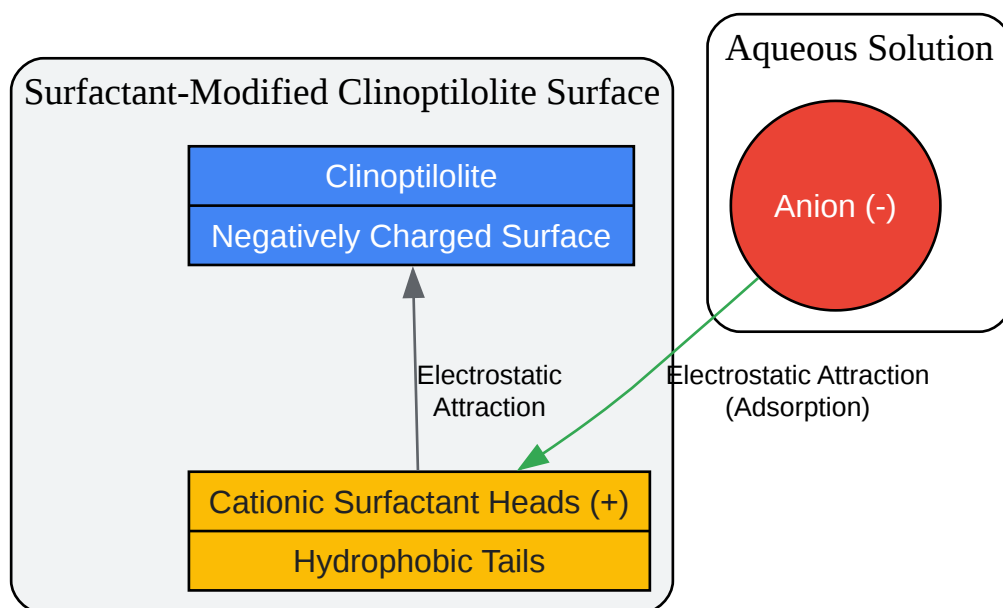 Surfactant-Modified Clinoptilolite Surface
Clinoptilolite
Negatively Charged Surface
Electrostatic
Attraction
Cationic Surfactant Heads (+)
Hydrophobic Tails
Aqueous Solution
Anion (-)
Electrostatic Attraction
(Adsorption)